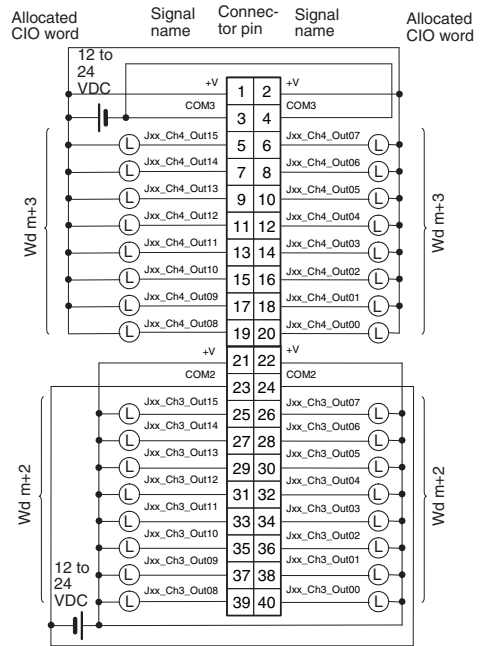 Allocated
CIO word
Signal
name
Connec-
tor pin
Signal
name
Allocated
CIO word
12 to
24
VDC
+V 1 2 +V
COM3 3 4 COM3
Jxx_Ch4_Out15 L 5 6 Jxx_Ch4_Out07 L
Jxx_Ch4_Out14 L 7 8 Jxx_Ch4_Out06 L
Jxx_Ch4_Out13 L 9 10 Jxx_Ch4_Out05 L
Jxx_Ch4_Out12 L 11 12 Jxx_Ch4_Out04 L
Jxx_Ch4_Out11 L 13 14 Jxx_Ch4_Out03 L
Jxx_Ch4_Out10 L 15 16 Jxx_Ch4_Out02 L
Jxx_Ch4_Out09 L 17 18 Jxx_Ch4_Out01 L
Jxx_Ch4_Out08 L 19 20 Jxx_Ch4_Out00 L
Wd m+3
Wd m+3
+V 21 22 +V
COM2 23 24 COM2
Jxx_Ch3_Out15 L 25 26 Jxx_Ch3_Out07 L
Jxx_Ch3_Out14 L 27 28 Jxx_Ch3_Out06 L
Jxx_Ch3_Out13 L 29 30 Jxx_Ch3_Out05 L
Jxx_Ch3_Out12 L 31 32 Jxx_Ch3_Out04 L
Jxx_Ch3_Out11 L 33 34 Jxx_Ch3_Out03 L
Jxx_Ch3_Out10 L 35 36 Jxx_Ch3_Out02 L
Jxx_Ch3_Out09 L 37 38 Jxx_Ch3_Out01 L
Jxx_Ch3_Out08 L 39 40 Jxx_Ch3_Out00 L
Wd m+2
Wd m+2
12 to
24
VDC